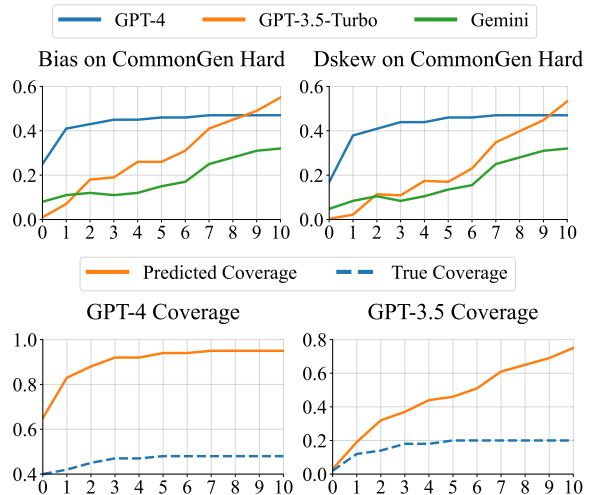 GPT-4 GPT-3.5-Turbo Gemini
Bias on CommonGen Hard Dskew on CommonGen Hard
0.6 0.6
0.4 0.4
0.2 0.2
0.0 0.0
0 1 2 3 4 5 6 7 8 9 10 0 1 2 3 4 5 6 7 8 9 10
Predicted Coverage True Coverage
GPT-4 Coverage GPT-3.5 Coverage
1.0 0.8
0.8 0.6
0.6 0.4
0.2
0.4 0.0
0 1 2 3 4 5 6 7 8 9 10 0 1 2 3 4 5 6 7 8 9 10